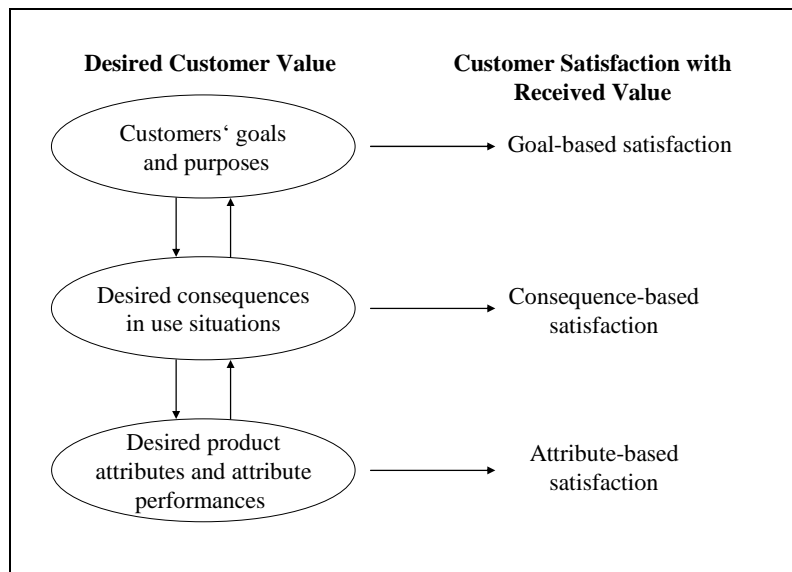 Desired Customer Value
Customer Satisfaction with
Received Value
Customers‘ goals
and purposes
Goal-based satisfaction
Desired consequences
in use situations
Consequence-based
satisfaction
Desired product
attributes and attribute
performances
Attribute-based
satisfaction